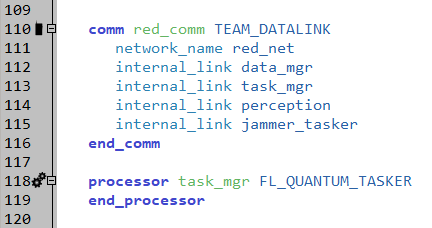 109
110 comm red_comm TEAM_DATALINK
111 network_name red_net
112 internal_link data_mgr
113 internal_link task_mgr
114 internal_link perception
115 internal_link jammer_tasker
116 end_comm
117
118 processor task_mgr FL_QUANTUM_TASKER
119 end_processor
120